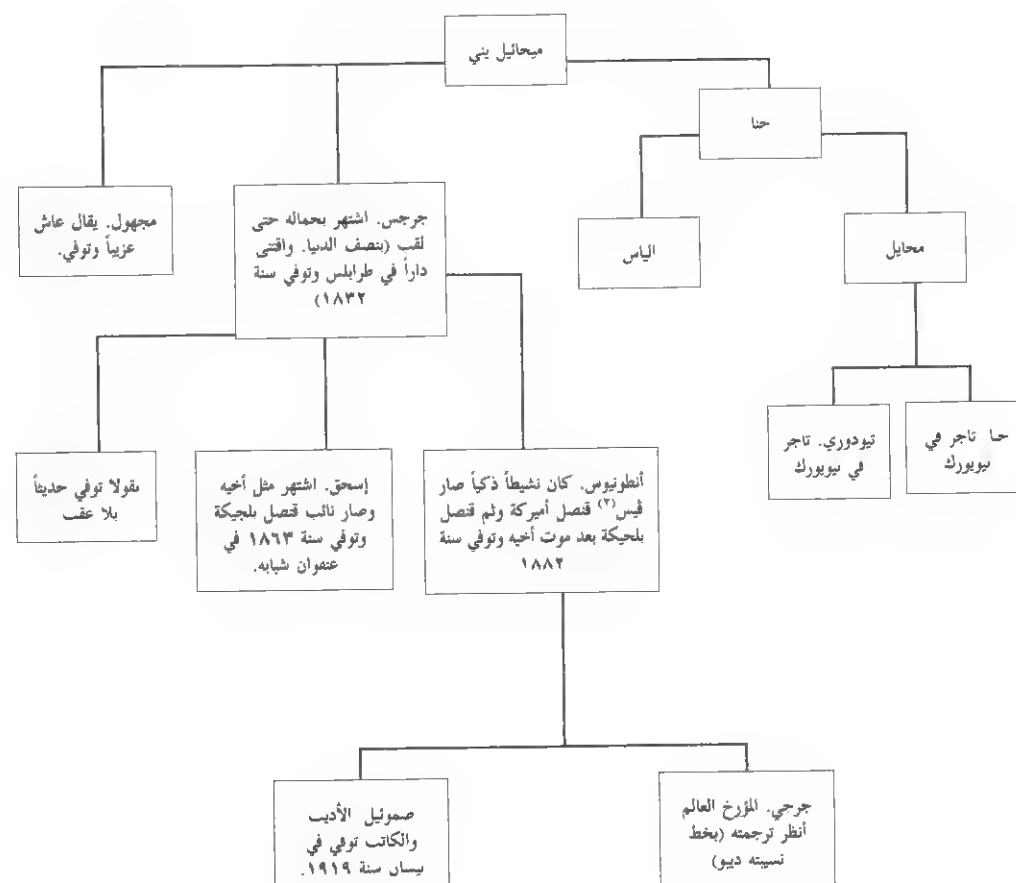 ميخائيل يني
حنا
مجهول. يقال عاش
عزيباً وتوفي.
جرجس. اشتهر بجماله حتى
لقب (بنصف الدنيا. واقتنى
داراً في طرابلس وتوفي سنة
١٨٣٢)
الياس
مخايل
نقولا توفي حديثاً
بلا عقب
إسحق. اشتهر مثل أخيه
وصار نائب قنصل بلجيكة
وتوفي سنة ١٨٦٣ في
عنفوان شبابه.
أنطونيوس. كان نشيطاً ذكياً صار
ڤيس(٢) قنصل أميركة وثم قنصل
بلجيكة بعد موت أخيه وتوفي سنة
١٨٨٢
تيودوري. تاجر
في نيويورك
حنا تاجر في
نيويورك
صموئيل الأديب
والكاتب توفي في
نيسان سنة ١٩١٩.
جرجي. المؤرخ العالم
أنظر ترجمته (بخط
نسيبته ديبو)